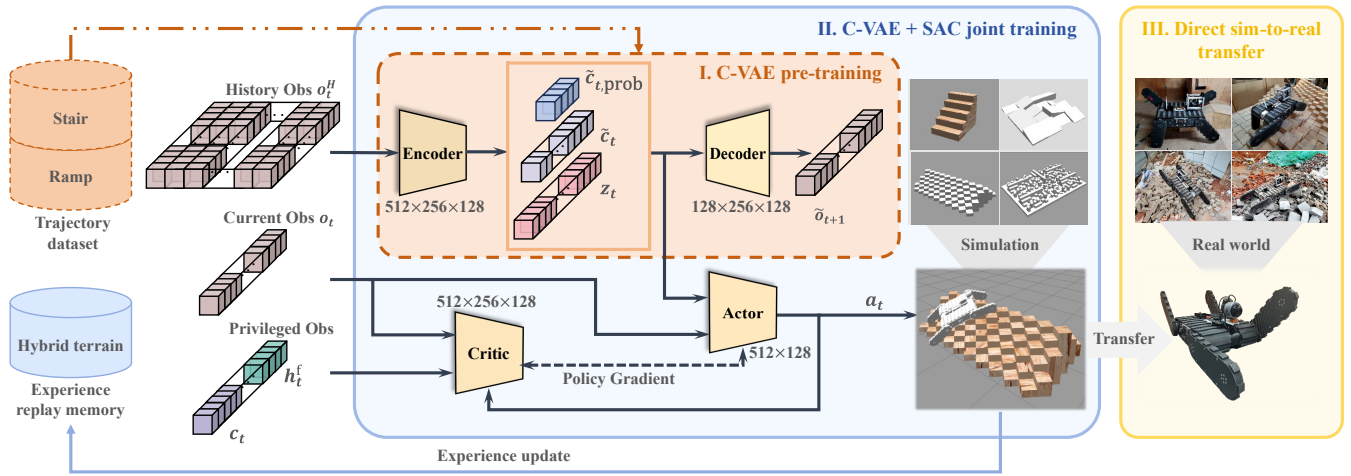 II. C-VAE + SAC joint training
III. Direct sim-to-real
transfer
I. C-VAE pre-training
Stair
Ramp
Trajectory
dataset
History Obs o_t^H
Encoder
512×256×128
c̃_t,prob
c̃_t
z_t
Decoder
128×256×128
õ_t+1
Simulation
Real world
Current Obs o_t
Hybrid terrain
Experience
replay memory
Privileged Obs
h_t^f
c_t
512×256×128
Critic
Actor
512×128
a_t
Policy Gradient
Transfer
Experience update